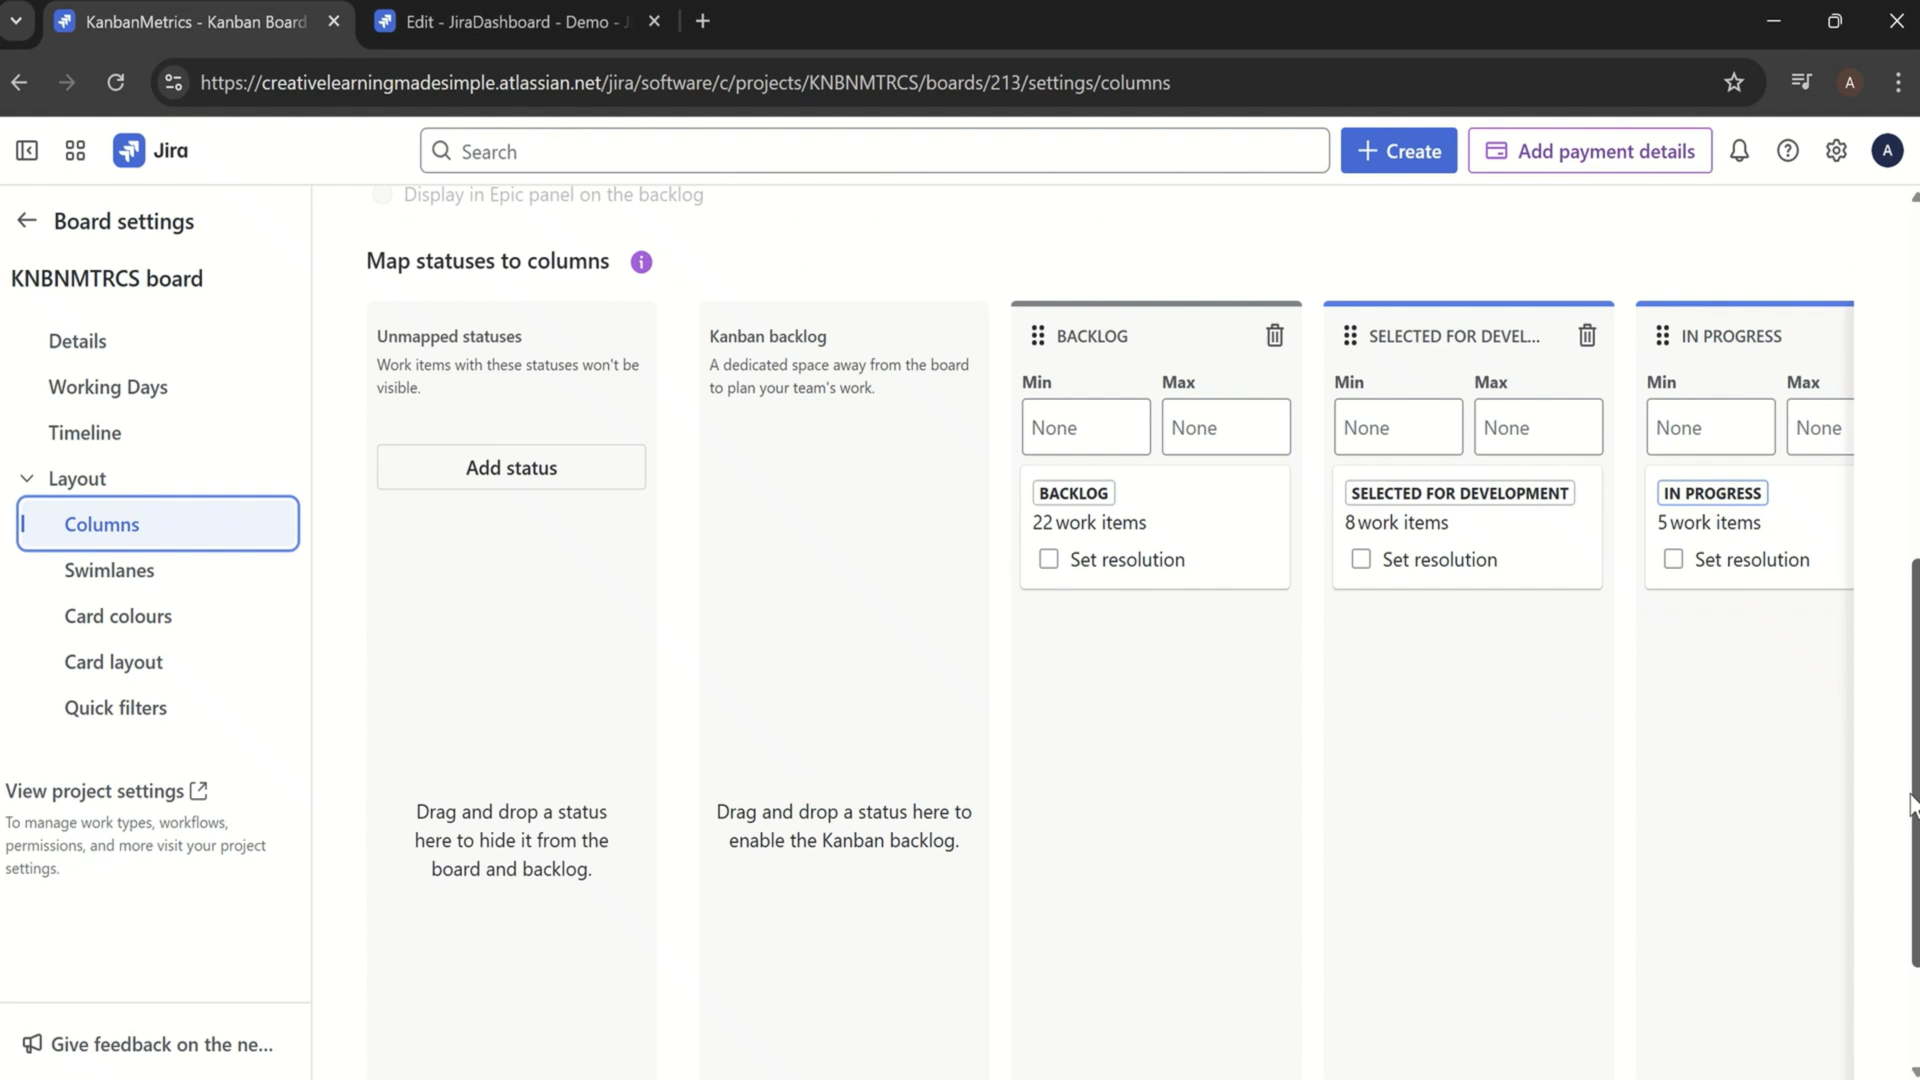 KanbanMetrics - Kanban Board
Edit - JiraDashboard - Demo - J
https://creativelearningmadesimple.atlassian.net/jira/software/c/projects/KNBNMTRCS/boards/213/settings/columns
A
Jira
Search
+ Create
Add payment details
A
Board settings
KNBNMTRCS board
Details
Working Days
Timeline
Layout
Columns
Swimlanes
Card colours
Card layout
Quick filters
View project settings
To manage work types, workflows,
permissions, and more visit your project
settings.
Give feedback on the ne...
Display in Epic panel on the backlog
Map statuses to columns
Unmapped statuses
Work items with these statuses won't be
visible.
Add status
Drag and drop a status
here to hide it from the
board and backlog.
Kanban backlog
A dedicated space away from the board
to plan your team's work.
Drag and drop a status here to
enable the Kanban backlog.
BACKLOG
Min Max
None None
BACKLOG
22 work items
Set resolution
SELECTED FOR DEVEL...
Min Max
None None
SELECTED FOR DEVELOPMENT
8 work items
Set resolution
IN PROGRESS
Min Max
None None
IN PROGRESS
5 work items
Set resolution